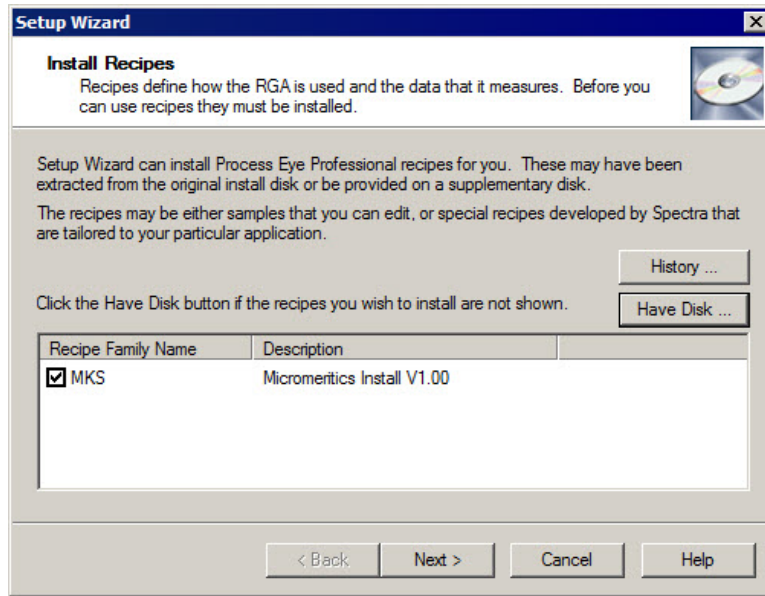 Setup Wizard
Install Recipes
Recipes define how the RGA is used and the data that it measures. Before you
can use recipes they must be installed.
Setup Wizard can install Process Eye Professional recipes for you. These may have been
extracted from the original install disk or be provided on a supplementary disk.
The recipes may be either samples that you can edit, or special recipes developed by Spectra that
are tailored to your particular application.
History ...
Click the Have Disk button if the recipes you wish to install are not shown.
Have Disk ...
Recipe Family Name Description
MKS Micromeritics Install V1.00
< Back Next > Cancel Help